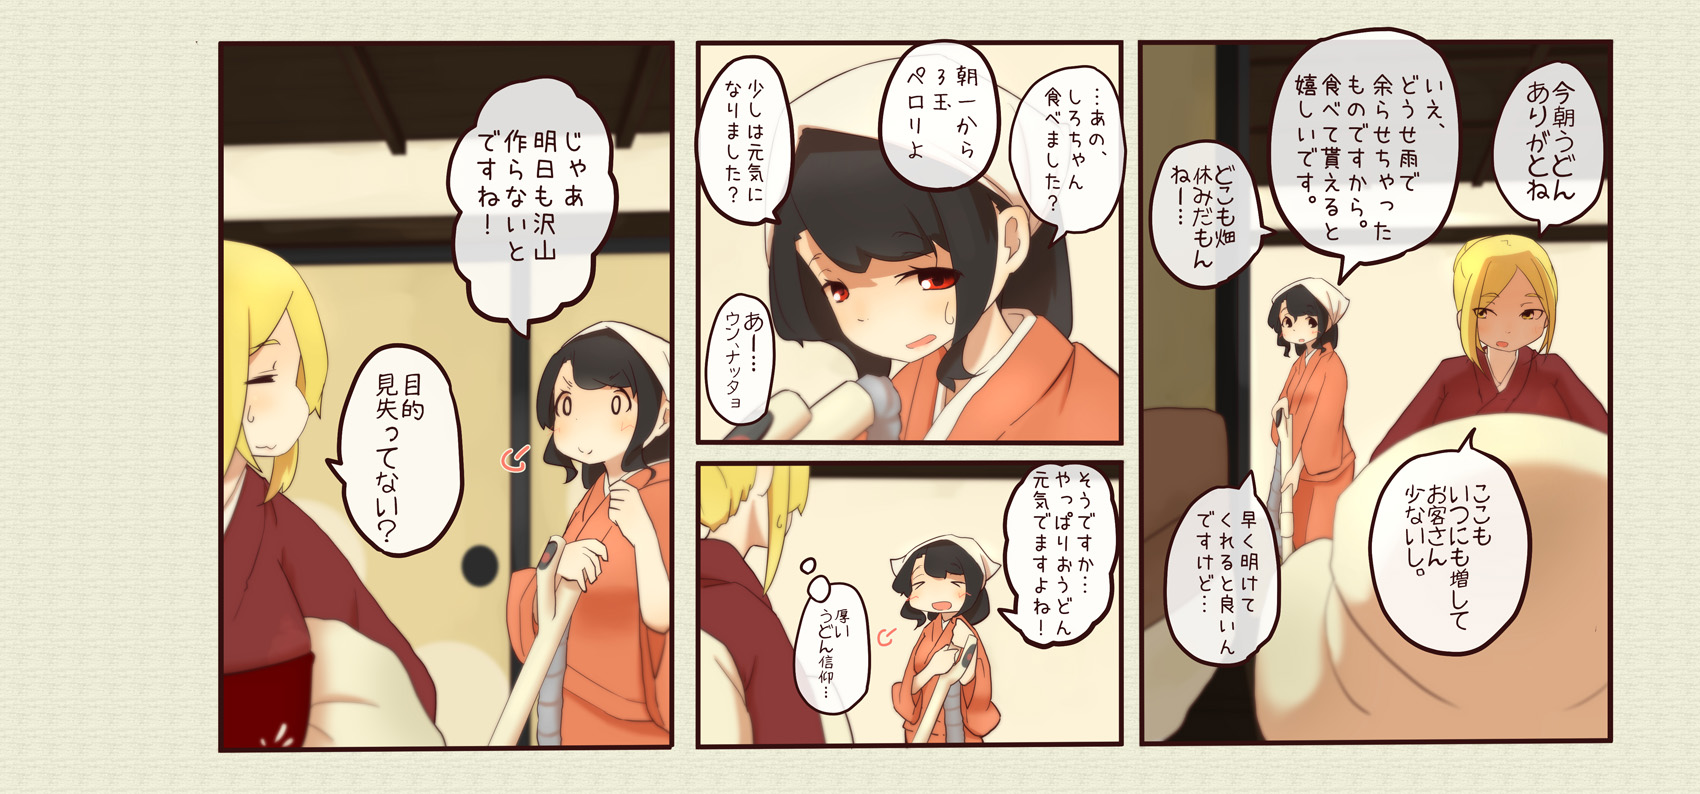 今朝うどん
ありがとね
いえ、
どうせ雨で
余らせちゃった
ものですから。
食べて貰えると
嬉しいです。
どこも畑
休みだもん
ねー…
ここも
いつにも増して
お客さん
少ないし。
早く明けて
くれると良いん
ですけど…
…あの、
しろちゃん
食べました?
朝一から
3玉
ペロリよ
少しは元気に
なりました?
あー…
ウン、ナッタョ
そうですか…
やっぱりおうどん
元気でますよね!
厚い
うどん信仰…
じゃあ
明日も沢山
作らないと
ですね!
目的
見失ってない?